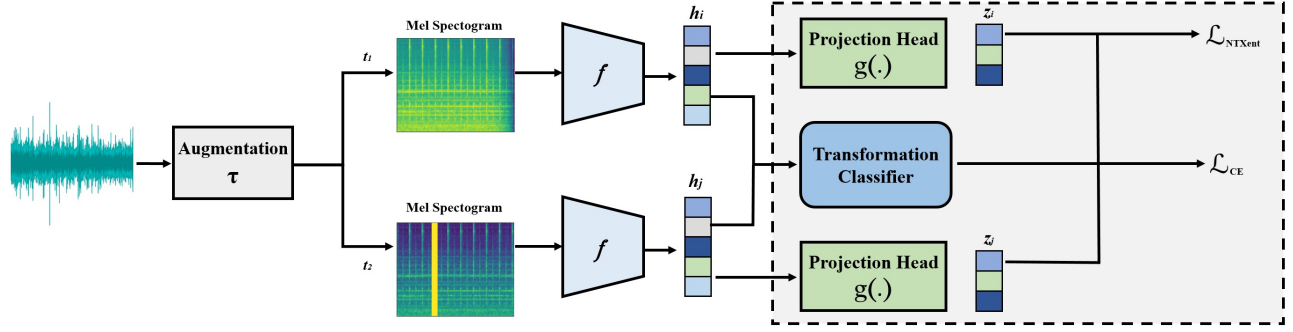 Augmentation
τ
t₁
Mel Spectogram
f
hᵢ
Projection Head
g(.)
zᵢ
ℒNTXent
Transformation
Classifier
ℒCE
t₂
Mel Spectogram
f
hⱼ
Projection Head
g(.)
zⱼ